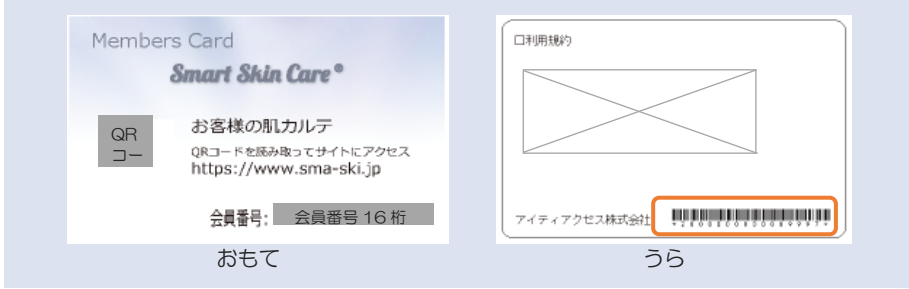 Members Card
Smart Skin Care®
QR
コー
お客様の肌カルテ
QRコードを読み取ってサイトにアクセス
https://www.sma-ski.jp
会員番号: 会員番号 16 桁
おもて
口利用規約
アイティアクセス株式会社
うら